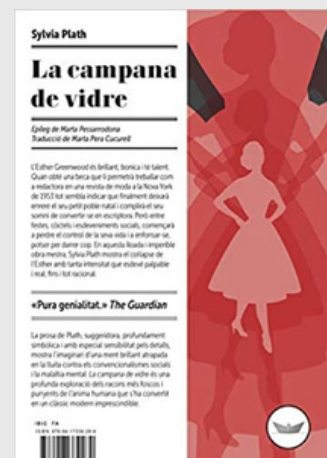 Sylvia Plath
La campana
de vidre
Epíleg de Marta Pessarrodona
Traducció de Marta Pera Cucurell
L'Esther Greenwood és brillant, bonica i té talent.
Quan obté una beca que li permetrà treballar com
a redactora en una revista de moda a la Nova York
de 1953 tot sembla indicar que finalment deixarà
enrere el seu petit poble natal i complirà el seu
somni de convertir-se en escriptora. Però entre
festes, còctels i esdeveniments socials, començarà
a perdre el control de la seva vida i a enfonsar-se,
potser per damnar cop. En aquesta lloada i imperible
obra mestra, Sylvia Plath mostra el collapse de
l'Esther amb tanta intensitat que esdevé palpable
i real, fins i tot racional.
«Pura genialitat.» The Guardian
La prosa de Plath, suggeridora, profundament
simbòlica i amb especial sensibilitat pels detalls,
mostra l'imaginari d'una ment brillant atrapada
en la lluita contra els convencionalismes socials
i la malaltia mental. La campana de vidre és una
profunda exploració dels racons més foscos i
punyents de l'ànima humana que s'ha convertit
en un clàssic modern imprescindible.
IBIC FA